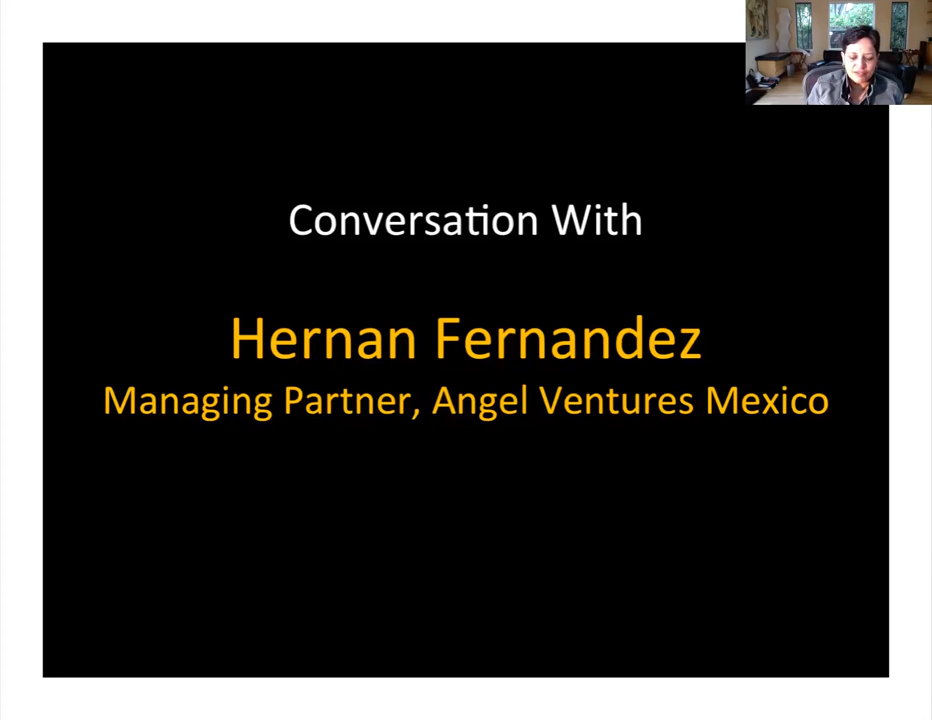 Conversation With
Hernan Fernandez
Managing Partner, Angel Ventures Mexico